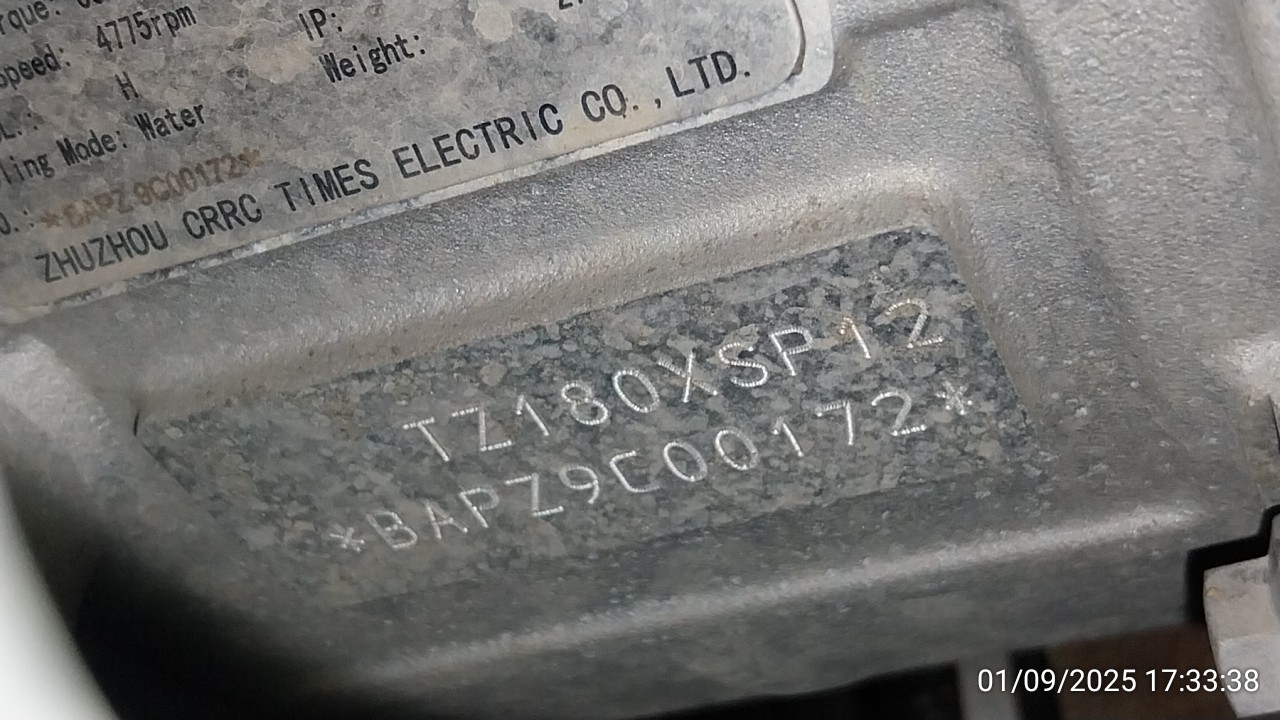 rque:
peed: 4775rpm
IP:
H
Weight:
ling Mode: Water
O.: *BAPZ9C00172*
ZHUZHOU CRRC TIMES ELECTRIC CO.,LTD.
TZ180XSP12
*BAPZ9C00172*
01/09/2025 17:33:38